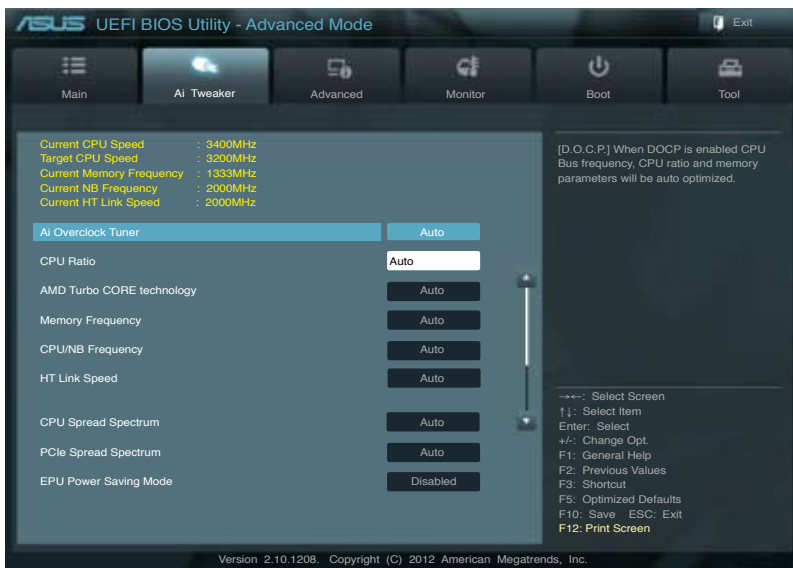 ASUS UEFI BIOS Utility - Advanced Mode
Exit
Main
Ai Tweaker
Advanced
Monitor
Boot
Tool
Current CPU Speed : 3400MHz
Target CPU Speed : 3200MHz
Current Memory Frequency : 1333MHz
Current NB Frequency : 2000MHz
Current HT Link Speed : 2000MHz
Ai Overclock Tuner Auto
CPU Ratio Auto
AMD Turbo CORE technology Auto
Memory Frequency Auto
CPU/NB Frequency Auto
HT Link Speed Auto
CPU Spread Spectrum Auto
PCIe Spread Spectrum Auto
EPU Power Saving Mode Disabled
[D.O.C.P.] When DOCP is enabled CPU
Bus frequency, CPU ratio and memory
parameters will be auto optimized.
→←: Select Screen
↑↓: Select Item
Enter: Select
+/-: Change Opt.
F1: General Help
F2: Previous Values
F3: Shortcut
F5: Optimized Defaults
F10: Save ESC: Exit
F12: Print Screen
Version 2.10.1208. Copyright (C) 2012 American Megatrends, Inc.